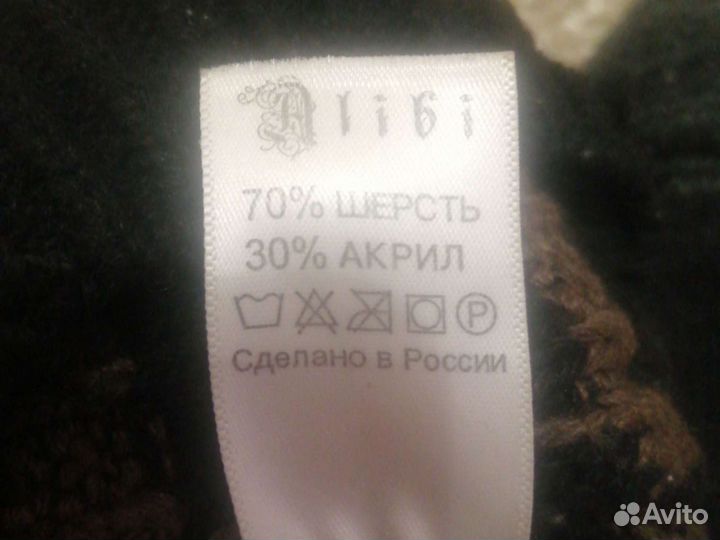 Alibi
70% ШЕРСТЬ
30% АКРИЛ
P
Сделано в России
Avito